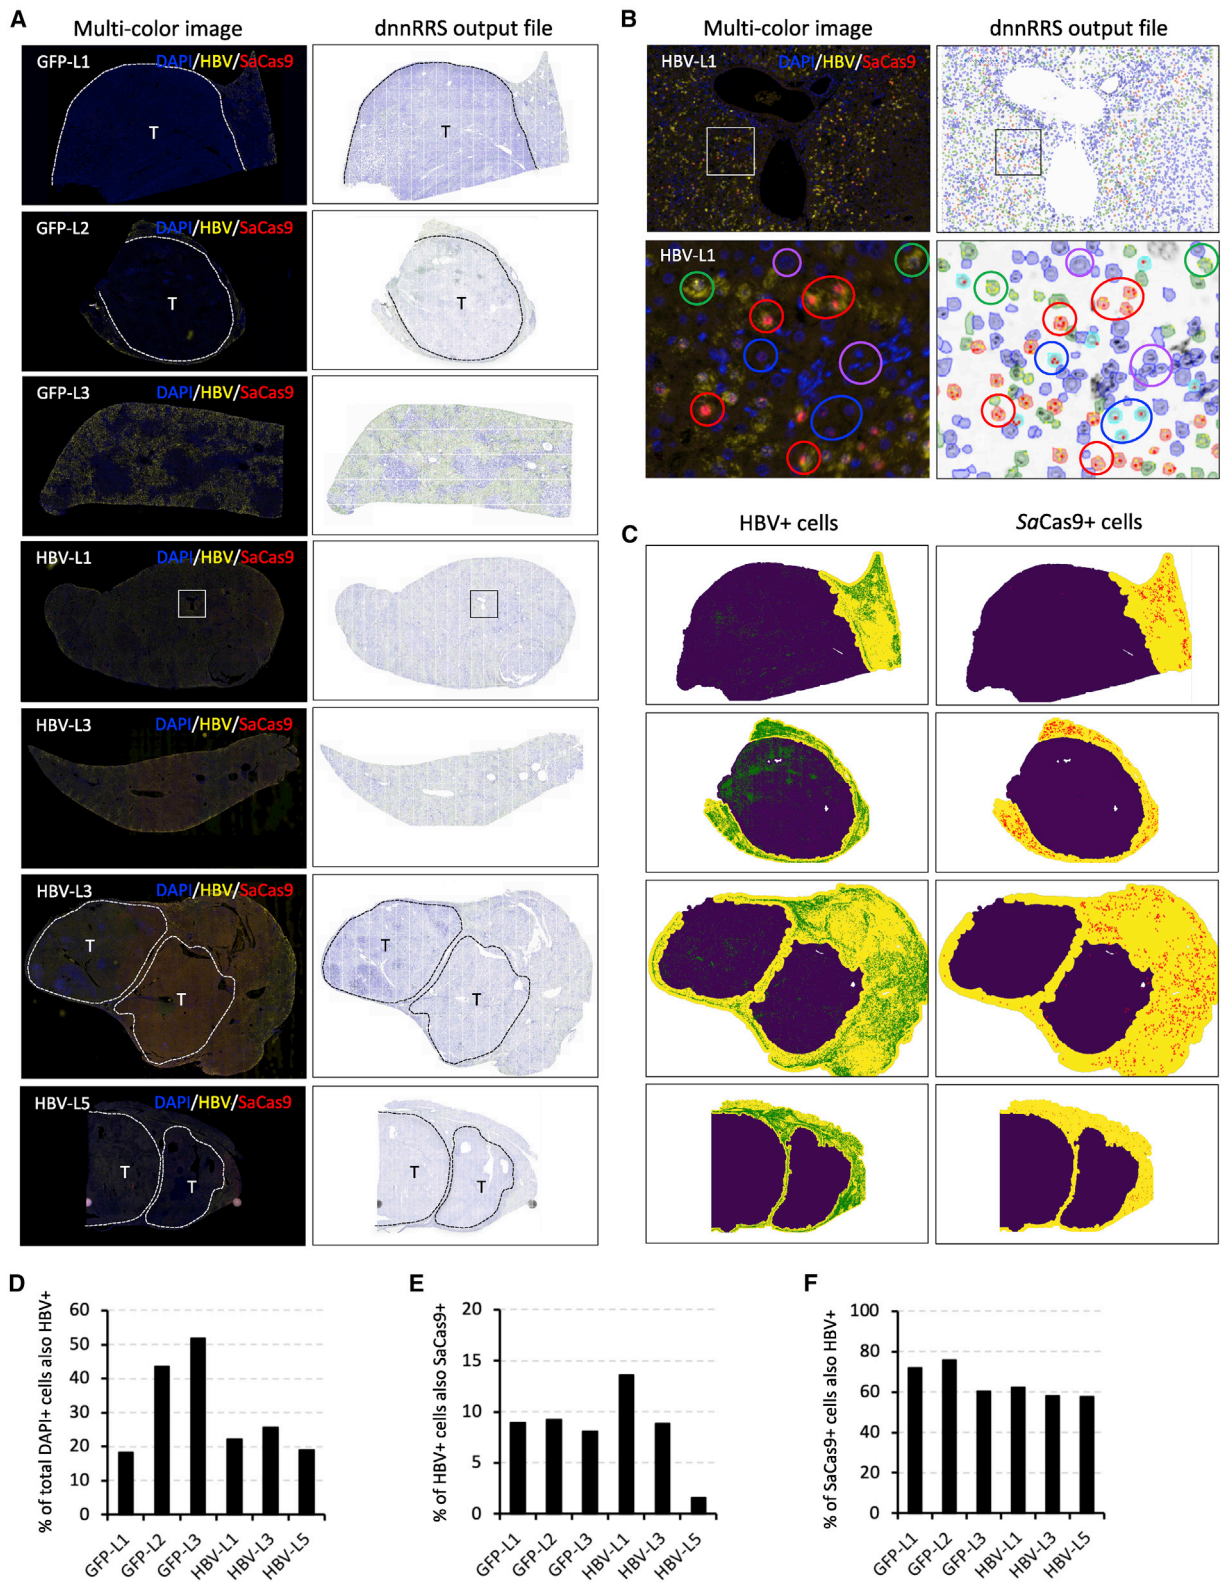 A
Multi-color image
dnnRRS output file
GFP-L1
DAPI/HBV/SaCas9
T
T
GFP-L2
DAPI/HBV/SaCas9
T
T
GFP-L3
DAPI/HBV/SaCas9
HBV-L1
DAPI/HBV/SaCas9
HBV-L3
DAPI/HBV/SaCas9
HBV-L3
DAPI/HBV/SaCas9
T
T
T
T
HBV-L5
DAPI/HBV/SaCas9
T
T
T
T
B
Multi-color image
dnnRRS output file
HBV-L1
DAPI/HBV/SaCas9
HBV-L1
C
HBV+ cells
SaCas9+ cells
D
% of total DAPI+ cells also HBV+
60
50
40
30
20
10
0
GFP-L1
GFP-L2
GFP-L3
HBV-L1
HBV-L3
HBV-L5
E
% of HBV+ cells also SaCas9+
20
15
10
5
0
GFP-L1
GFP-L2
GFP-L3
HBV-L1
HBV-L3
HBV-L5
F
% of SaCas9+ cells also HBV+
100
80
60
40
20
0
GFP-L1
GFP-L2
GFP-L3
HBV-L1
HBV-L3
HBV-L5